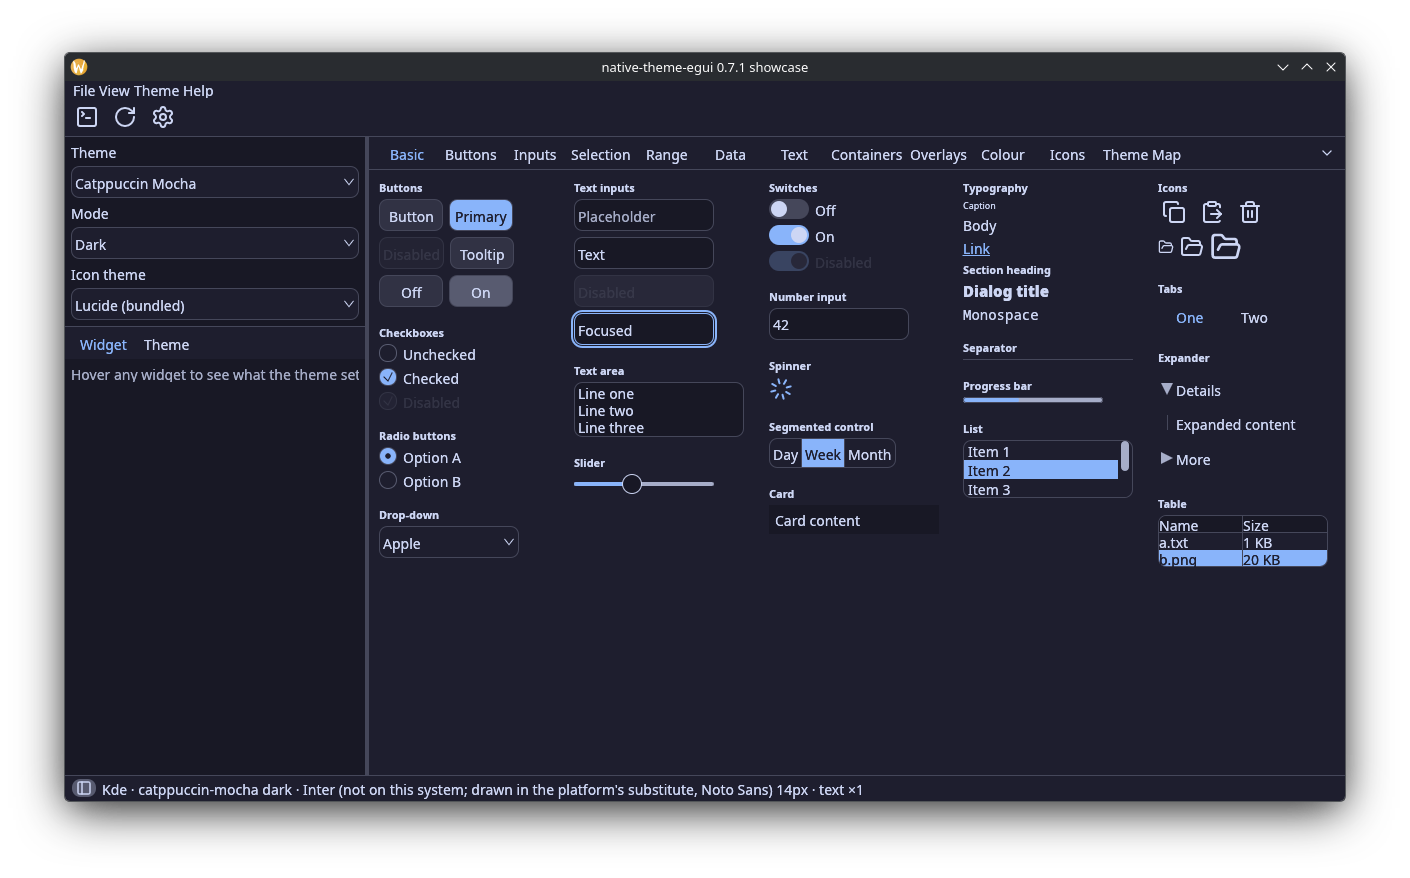 native-theme-egui 0.7.1 showcase
File View Theme Help
Theme
Catppuccin Mocha
Mode
Dark
Icon theme
Lucide (bundled)
Widget Theme
Hover any widget to see what the theme set
Basic Buttons Inputs Selection Range Data Text Containers Overlays Colour Icons Theme Map
Buttons
Button Primary
Disabled Tooltip
Off On
Checkboxes
Unchecked
Checked
Disabled
Radio buttons
Option A
Option B
Drop-down
Apple
Text inputs
Placeholder
Text
Disabled
Focused
Text area
Line one
Line two
Line three
Slider
Switches
Off
On
Disabled
Number input
42
Spinner
Segmented control
Day Week Month
Card
Card content
Typography
Caption
Body
Link
Section heading
Dialog title
Monospace
Separator
Progress bar
List
Item 1
Item 2
Item 3
Icons
Tabs
One Two
Expander
Details
Expanded content
More
Table
Name Size
a.txt 1 KB
b.png 20 KB
Kde · catppuccin-mocha dark · Inter (not on this system; drawn in the platform's substitute, Noto Sans) 14px · text ×1